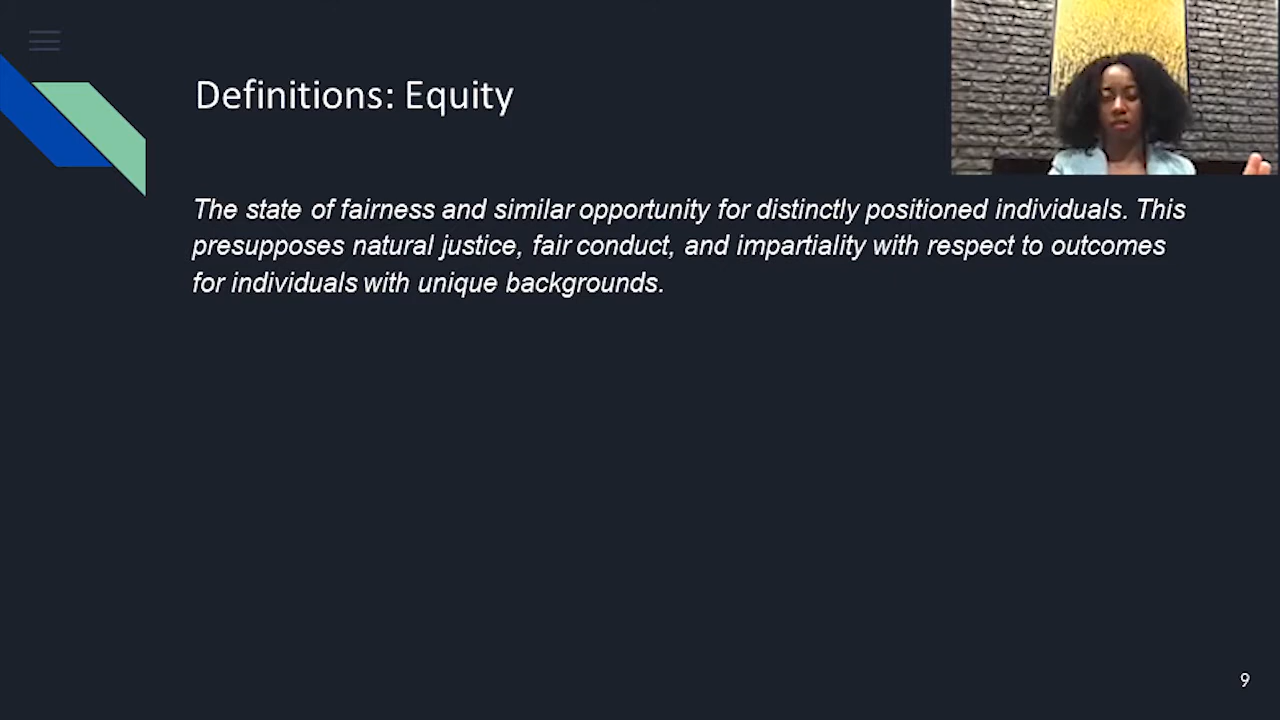 Definitions: Equity
The state of fairness and similar opportunity for distinctly positioned individuals. This
presupposes natural justice, fair conduct, and impartiality with respect to outcomes
for individuals with unique backgrounds.
9